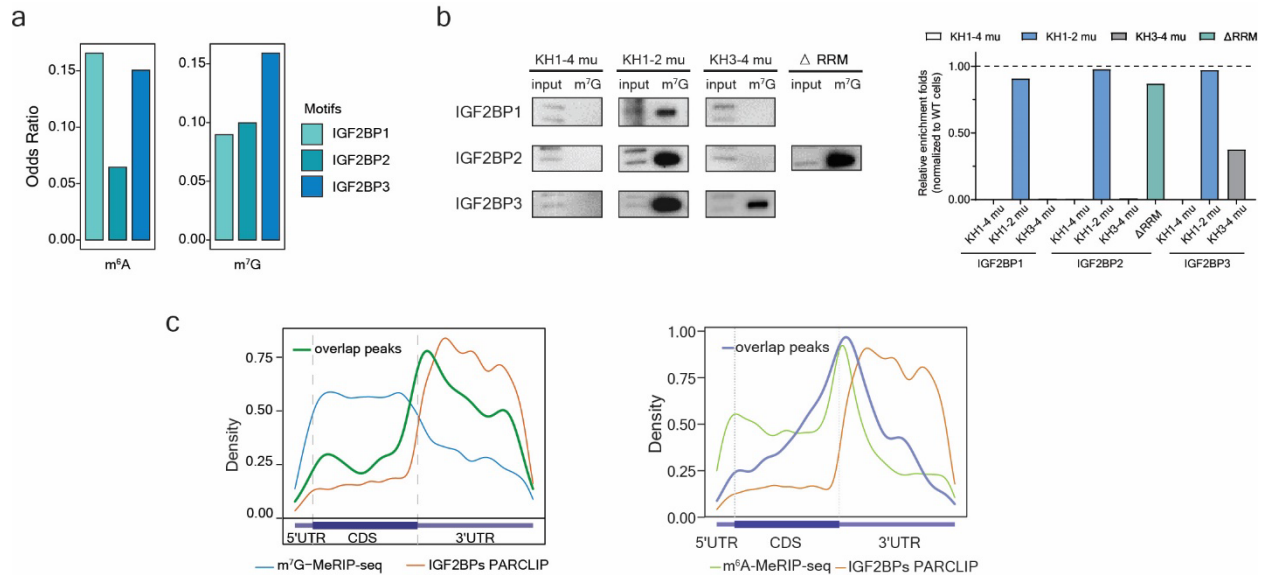 a
Odds Ratio
0.15
0.10
0.05
0.00
m⁶A
0.15
0.10
0.05
0.00
m⁷G
Motifs
IGF2BP1
IGF2BP2
IGF2BP3
b
KH1-4 mu KH1-2 mu KH3-4 mu △ RRM
input m⁷G input m⁷G input m⁷G input m⁷G
IGF2BP1
IGF2BP2
IGF2BP3
KH1-4 mu KH1-2 mu KH3-4 mu ΔRRM
Relative enrichment folds
(normalized to WT cells)
1.00
0.75
0.50
0.25
0.00
KH1-4 mu KH1-2 mu KH3-4 mu KH1-4 mu KH1-2 mu KH3-4 mu ΔRRM KH1-4 mu KH1-2 mu KH3-4 mu
IGF2BP1 IGF2BP2 IGF2BP3
c
Density
0.75
0.50
0.25
0.00
overlap peaks
5'UTR CDS 3'UTR
m⁷G-MeRIP-seq IGF2BPs PARCLIP
Density
1.00
0.75
0.50
0.25
0.00
overlap peaks
5'UTR CDS 3'UTR
m⁶A-MeRIP-seq IGF2BPs PARCLIP